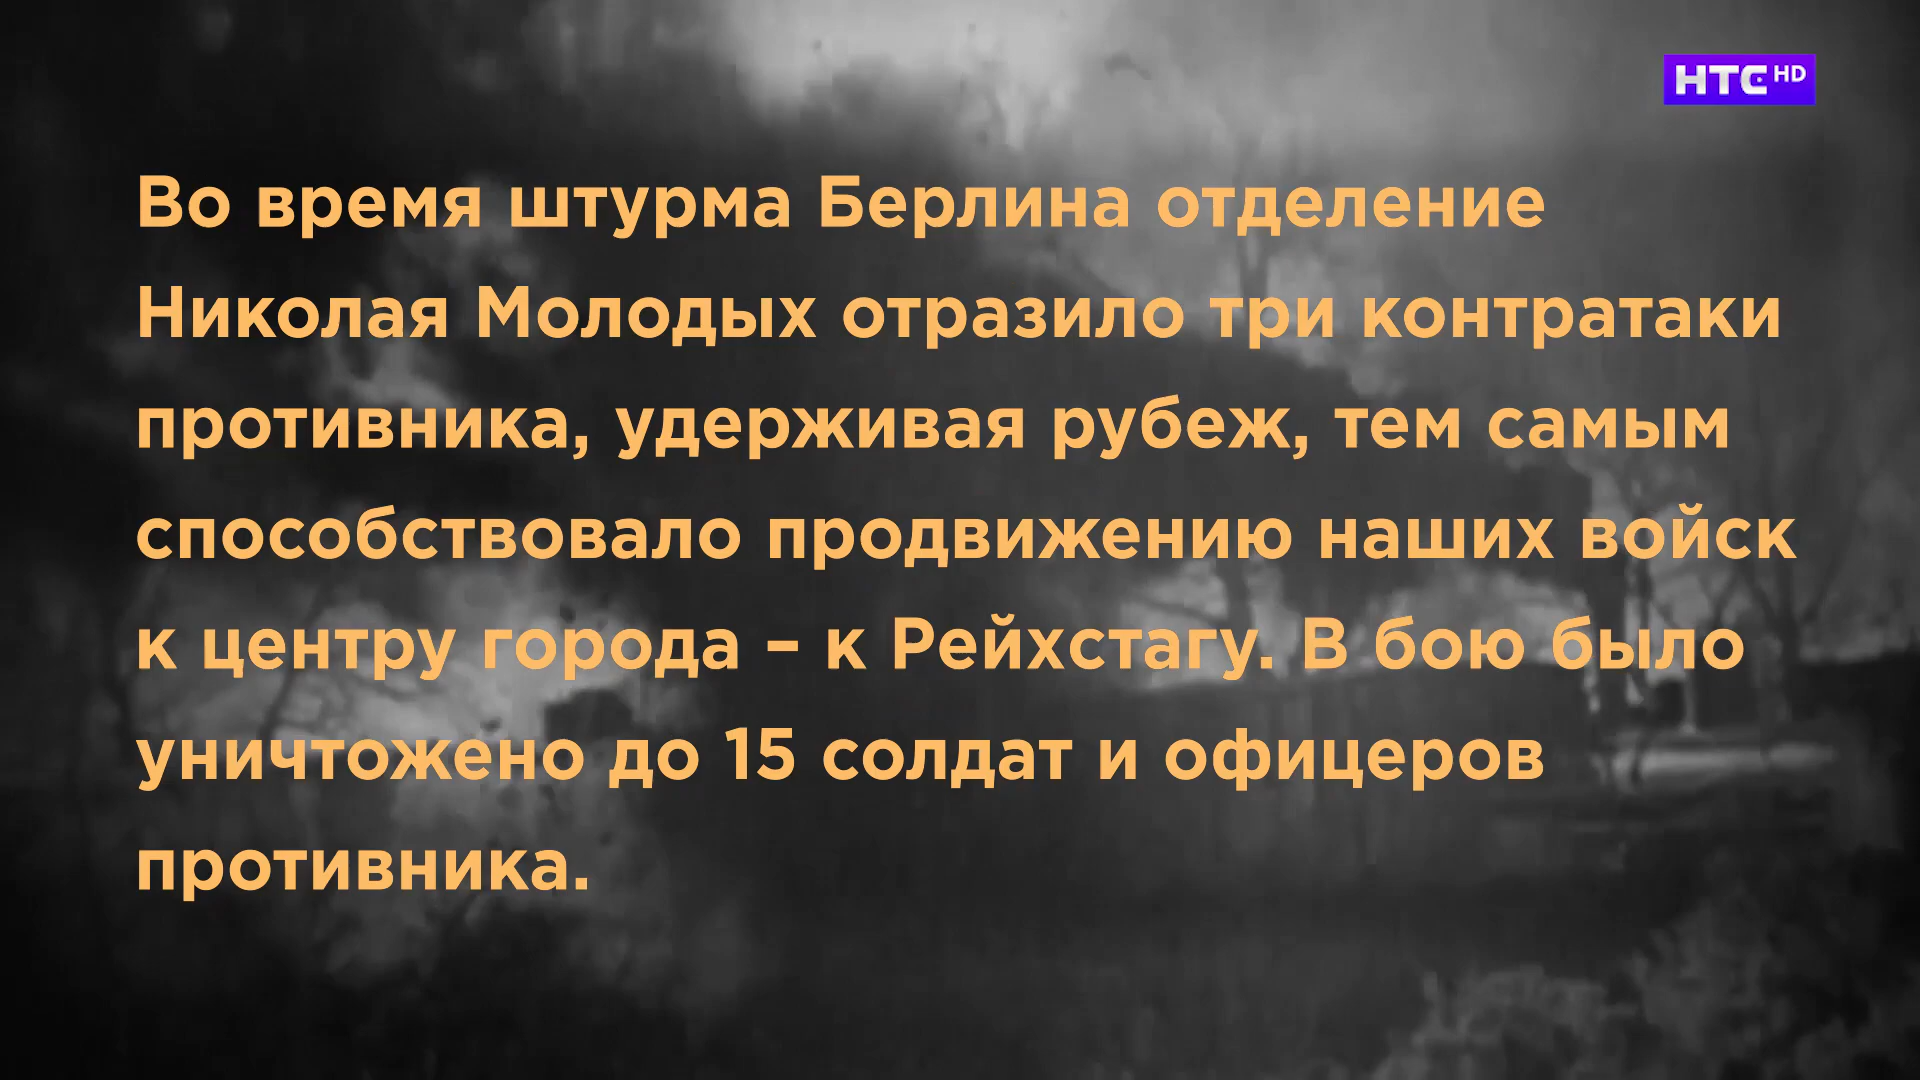 НТС HD
Во время штурма Берлина отделение
Николая Молодых отразило три контратаки
противника, удерживая рубеж, тем самым
способствовало продвижению наших войск
к центру города – к Рейхстагу. В бою было
уничтожено до 15 солдат и офицеров
противника.